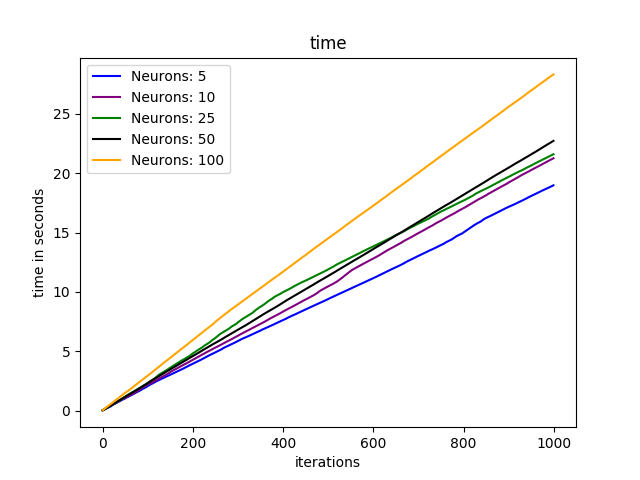 time
Neurons: 5
Neurons: 10
Neurons: 25
Neurons: 50
Neurons: 100
time in seconds
25
20
15
10
5
0
0 200 400 600 800 1000
iterations